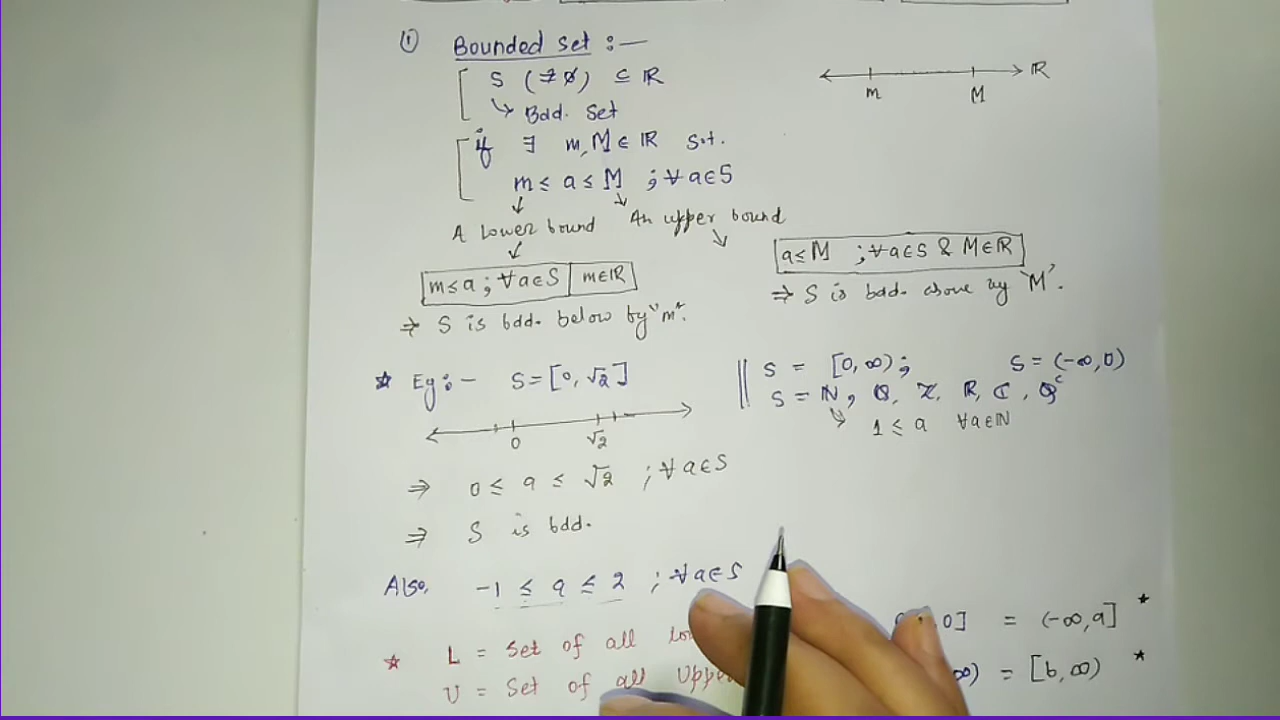 ① Bounded set :—
S (≠ ∅) ⊆ ℝ
↳ Bdd. Set
if ∃ m, M ∈ ℝ s.t.
m ≤ a ≤ M ; ∀ a∈S
A lower bound
An upper bound
m ≤ a ; ∀ a∈S | m∈ℝ
⇒ S is bdd. below by "m".
a ≤ M ; ∀ a∈S & M∈ℝ
⇒ S is bdd. above by 'M'.
ℝ
m M
☆ Eg :— S = [0, √2]
0 √2
⇒ 0 ≤ a ≤ √2 ; ∀ a∈S
⇒ S is bdd.
S = [0, ∞) ; S = (-∞, 0)
S = ℕ, ℚ, ℤ, ℝ, ℂ, ℚᶜ
↳ 1 ≤ a ∀ a∈ℕ
Also, -1 ≤ a ≤ 2 ; ∀ a∈S
☆ L = Set of all
U = Set of all
0] = (-∞, a] ☆
∞) = [b, ∞) ☆